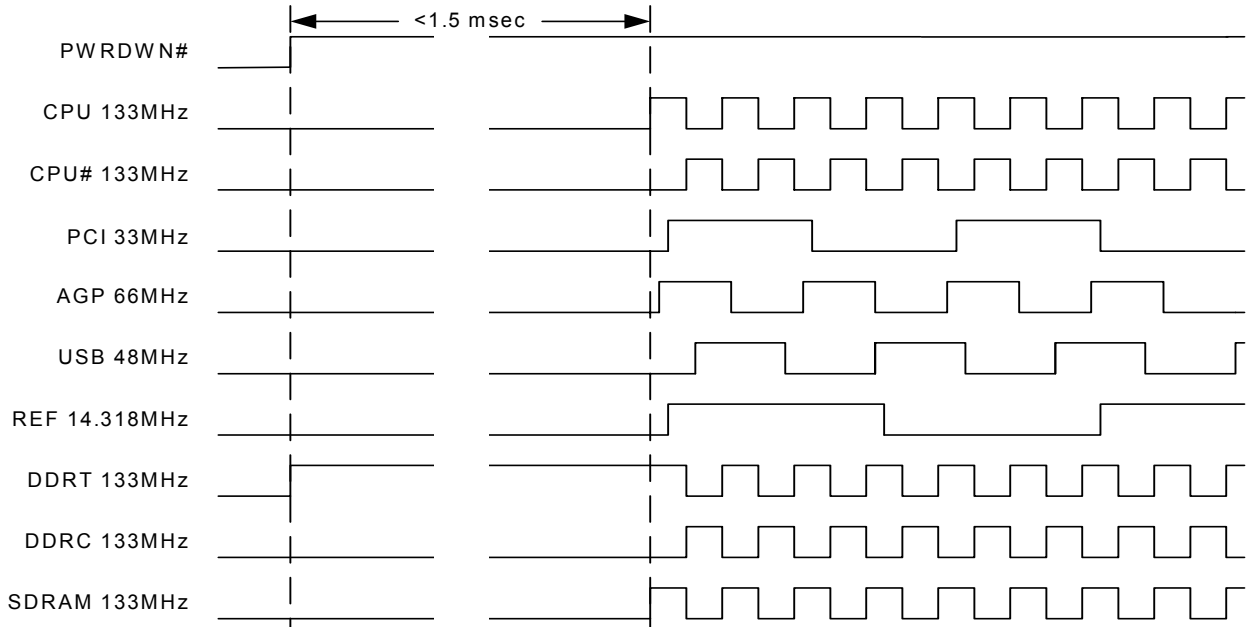 <1.5 msec
PWRDWN#
CPU 133MHz
CPU# 133MHz
PCI 33MHz
AGP 66MHz
USB 48MHz
REF 14.318MHz
DDRT 133MHz
DDRC 133MHz
SDRAM 133MHz